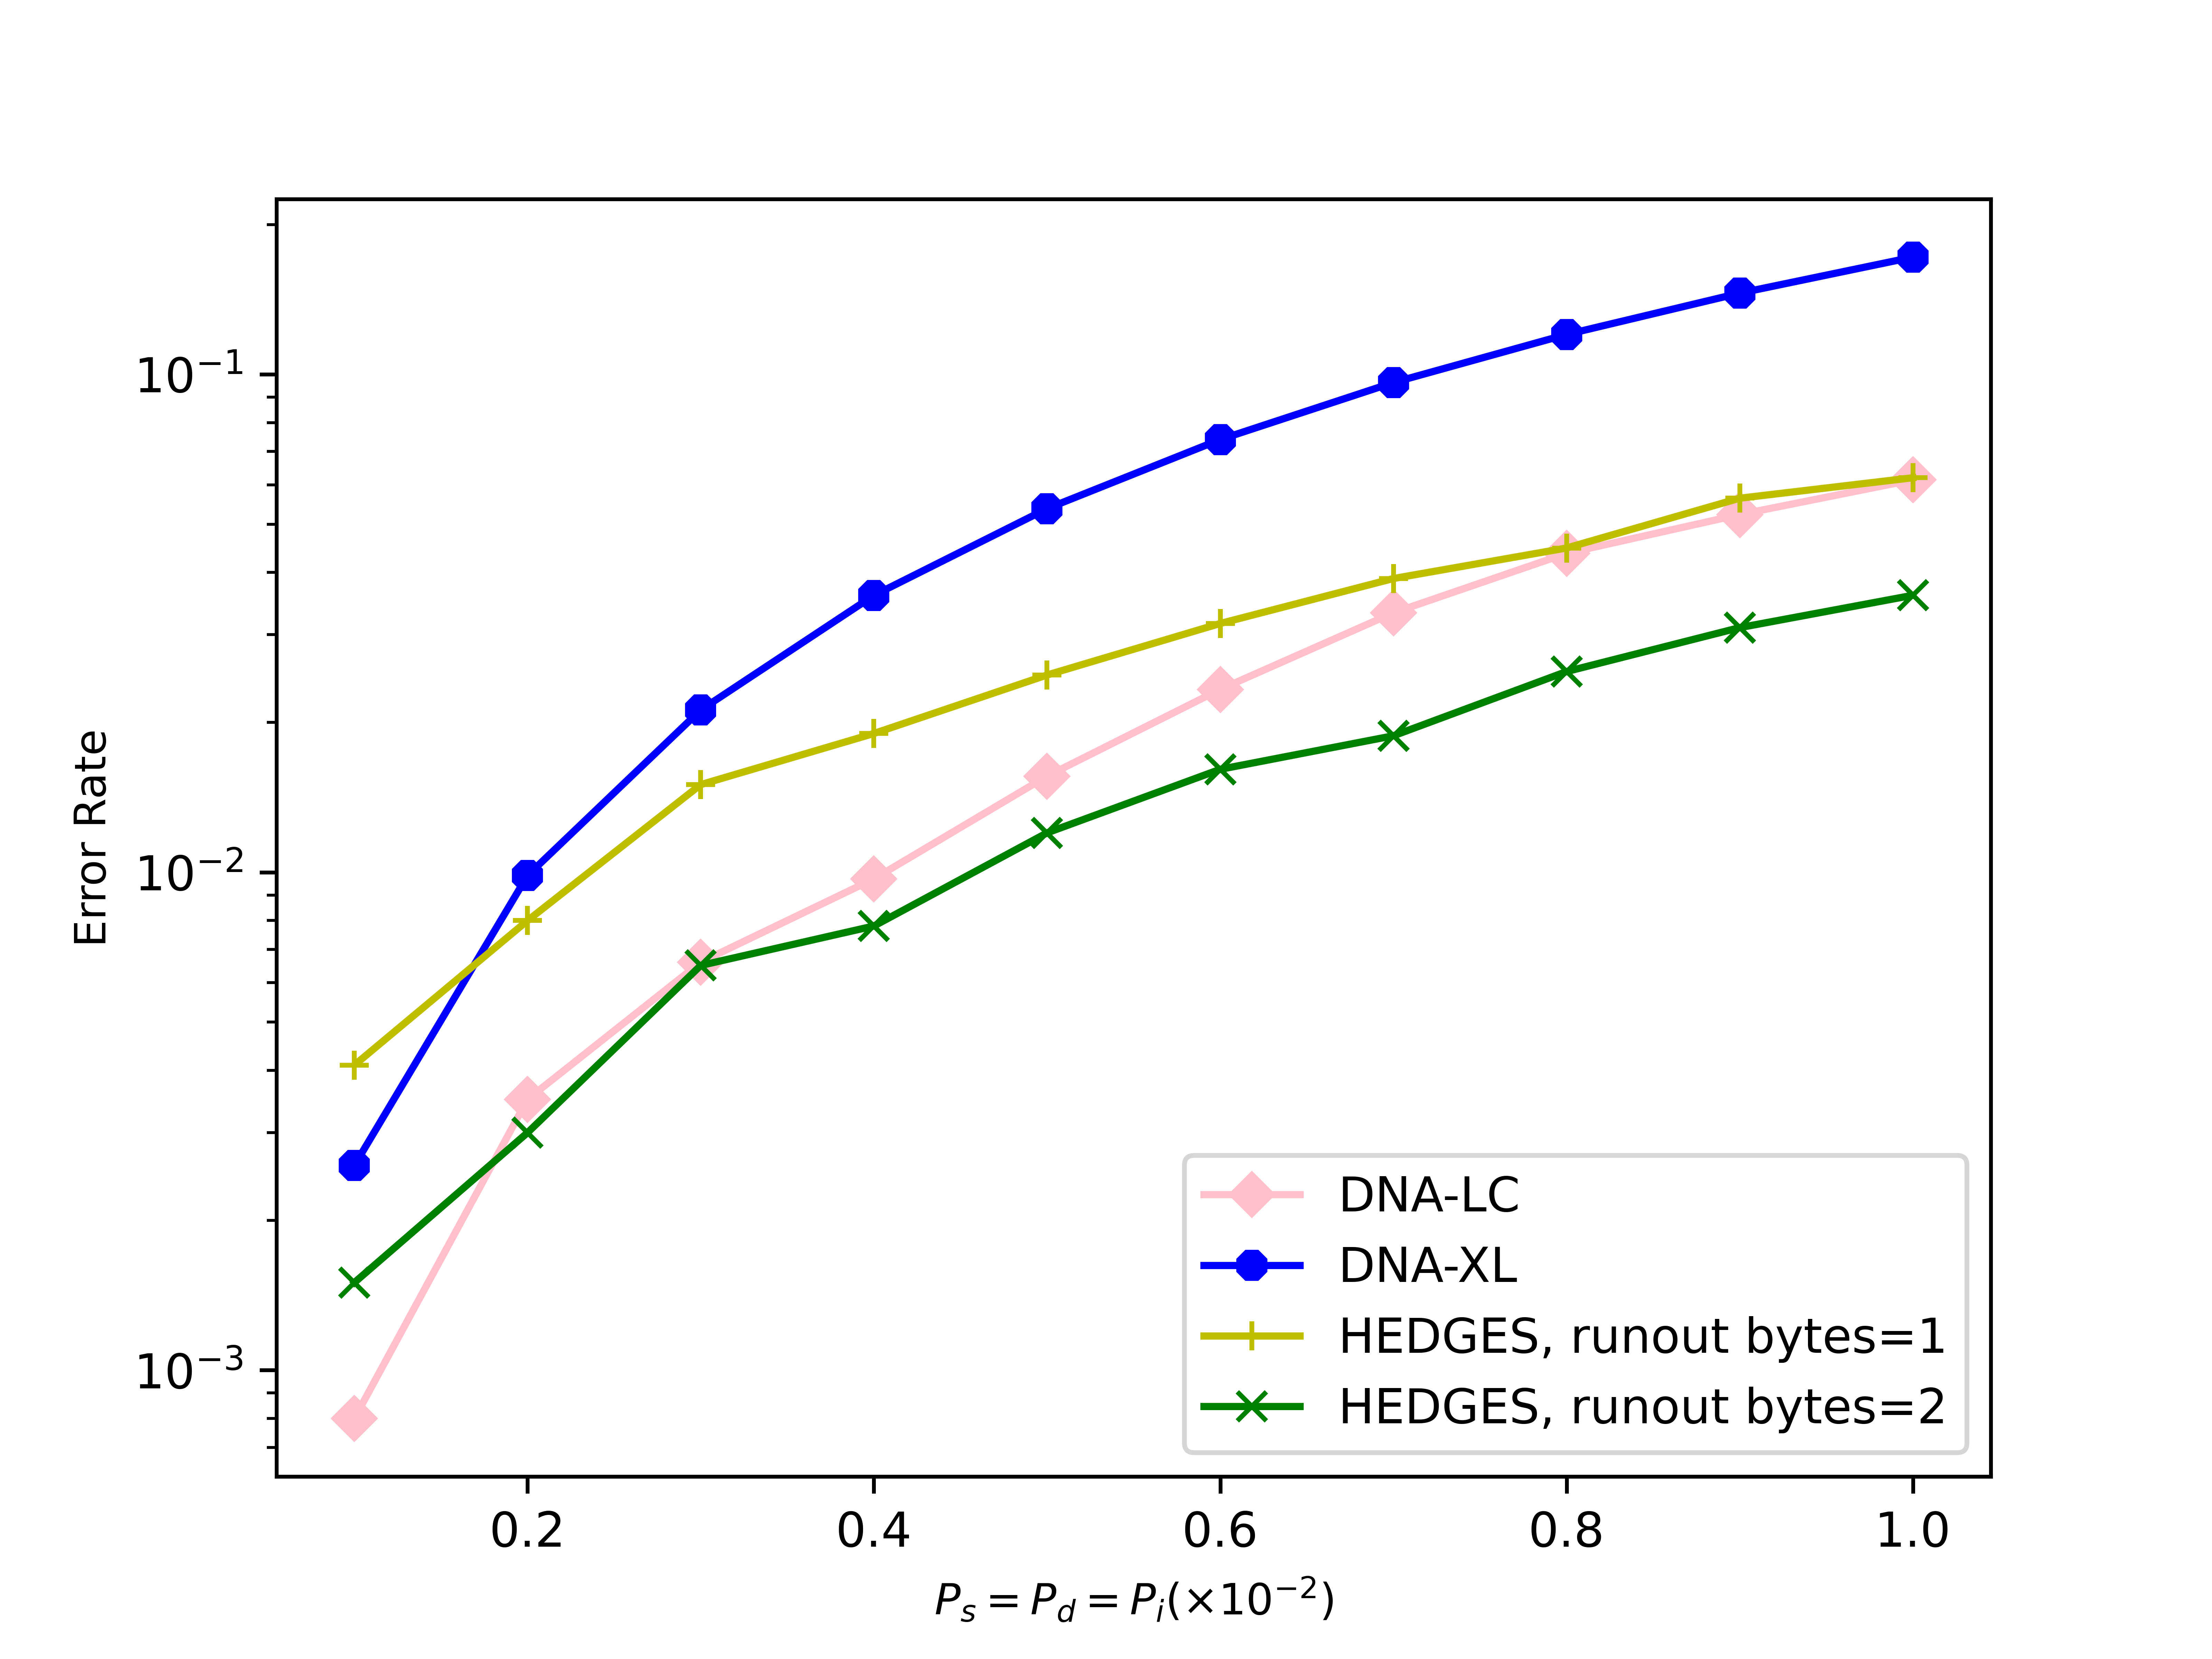 Error Rate
10⁻¹
10⁻²
10⁻³
0.2 0.4 0.6 0.8 1.0
Pₛ = P_d = Pᵢ(×10⁻²)
DNA-LC
DNA-XL
HEDGES, runout bytes=1
HEDGES, runout bytes=2